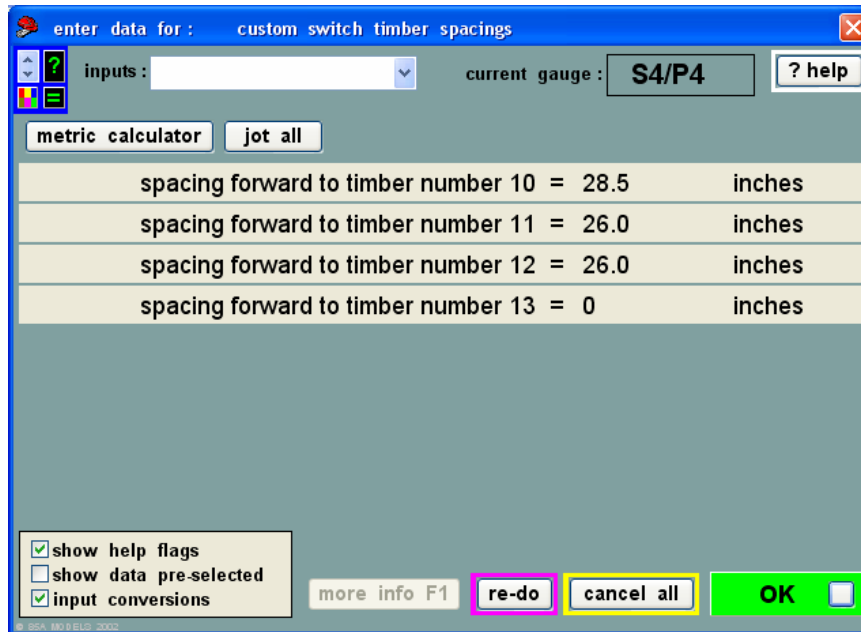 enter data for : custom switch timber spacings
? inputs : current gauge : S4/P4 ? help
metric calculator jot all
spacing forward to timber number 10 = 28.5 inches
spacing forward to timber number 11 = 26.0 inches
spacing forward to timber number 12 = 26.0 inches
spacing forward to timber number 13 = 0 inches
show help flags
show data pre-selected
input conversions
more info F1 re-do cancel all OK
© BSA MODELS 2002